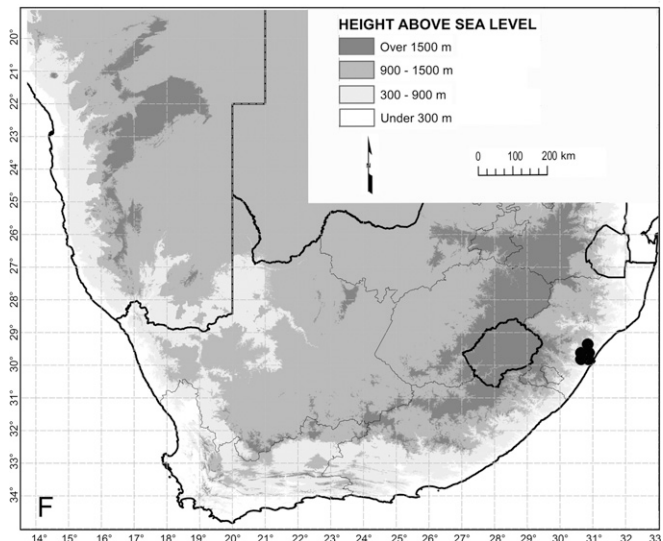 HEIGHT ABOVE SEA LEVEL
Over 1500 m
900 - 1500 m
300 - 900 m
Under 300 m
N
0 100 200 km
19°
20°
21°
22°
23°
24°
25°
26°
27°
28°
29°
30°
31°
32°
33°
34°
F
14° 15° 16° 17° 18° 19° 20° 21° 22° 23° 24° 25° 26° 27° 28° 29° 30° 31° 32° 33°